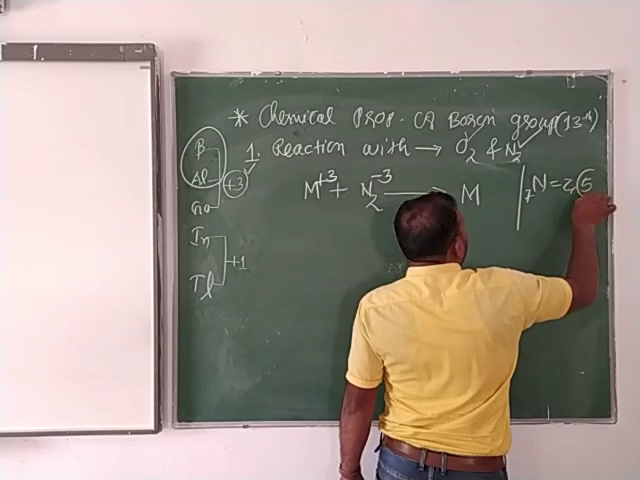 * Chemical Prop. of Boron group (13th)
1. Reaction with → O2 & N2
B
Al
Ga
+3
In
Tl
+1
M+3 + N2-3 → M
7N = 2,5